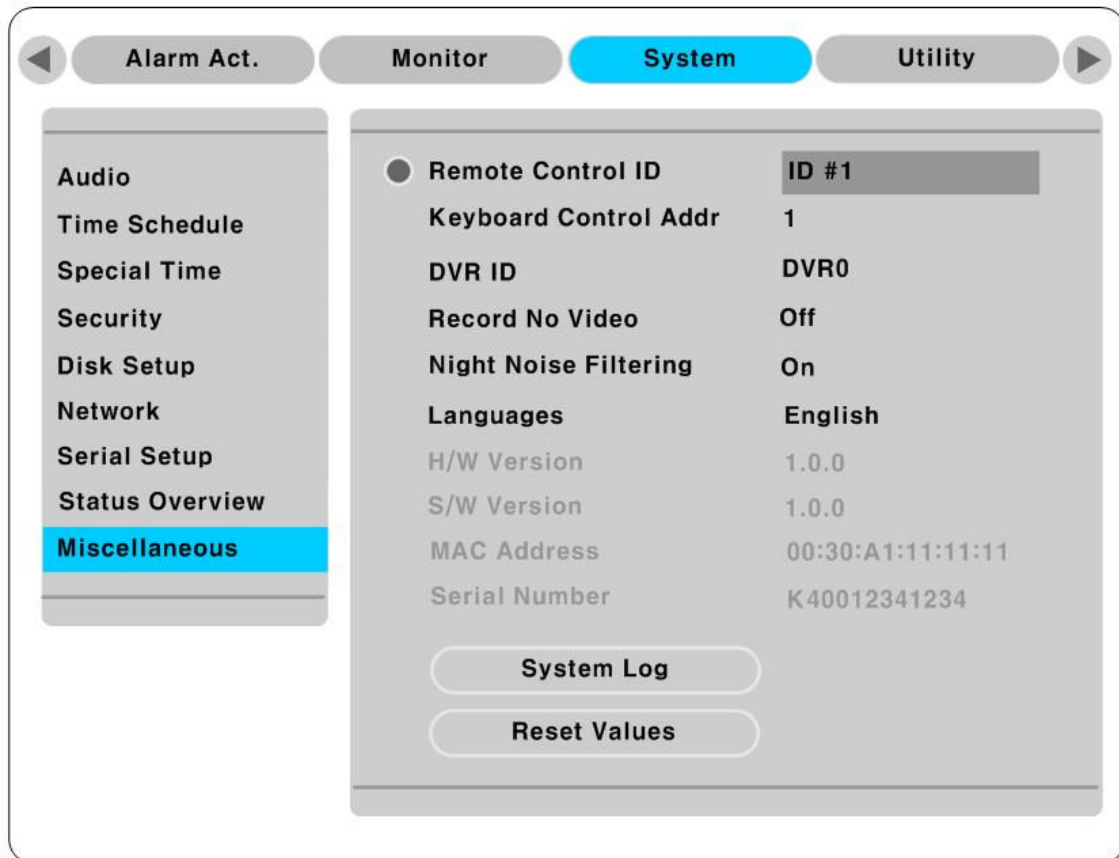 Alarm Act. Monitor System Utility
Audio
Time Schedule
Special Time
Security
Disk Setup
Network
Serial Setup
Status Overview
Miscellaneous
Remote Control ID ID #1
Keyboard Control Addr 1
DVR ID DVR0
Record No Video Off
Night Noise Filtering On
Languages English
H/W Version 1.0.0
S/W Version 1.0.0
MAC Address 00:30:A1:11:11:11
Serial Number K40012341234
System Log
Reset Values